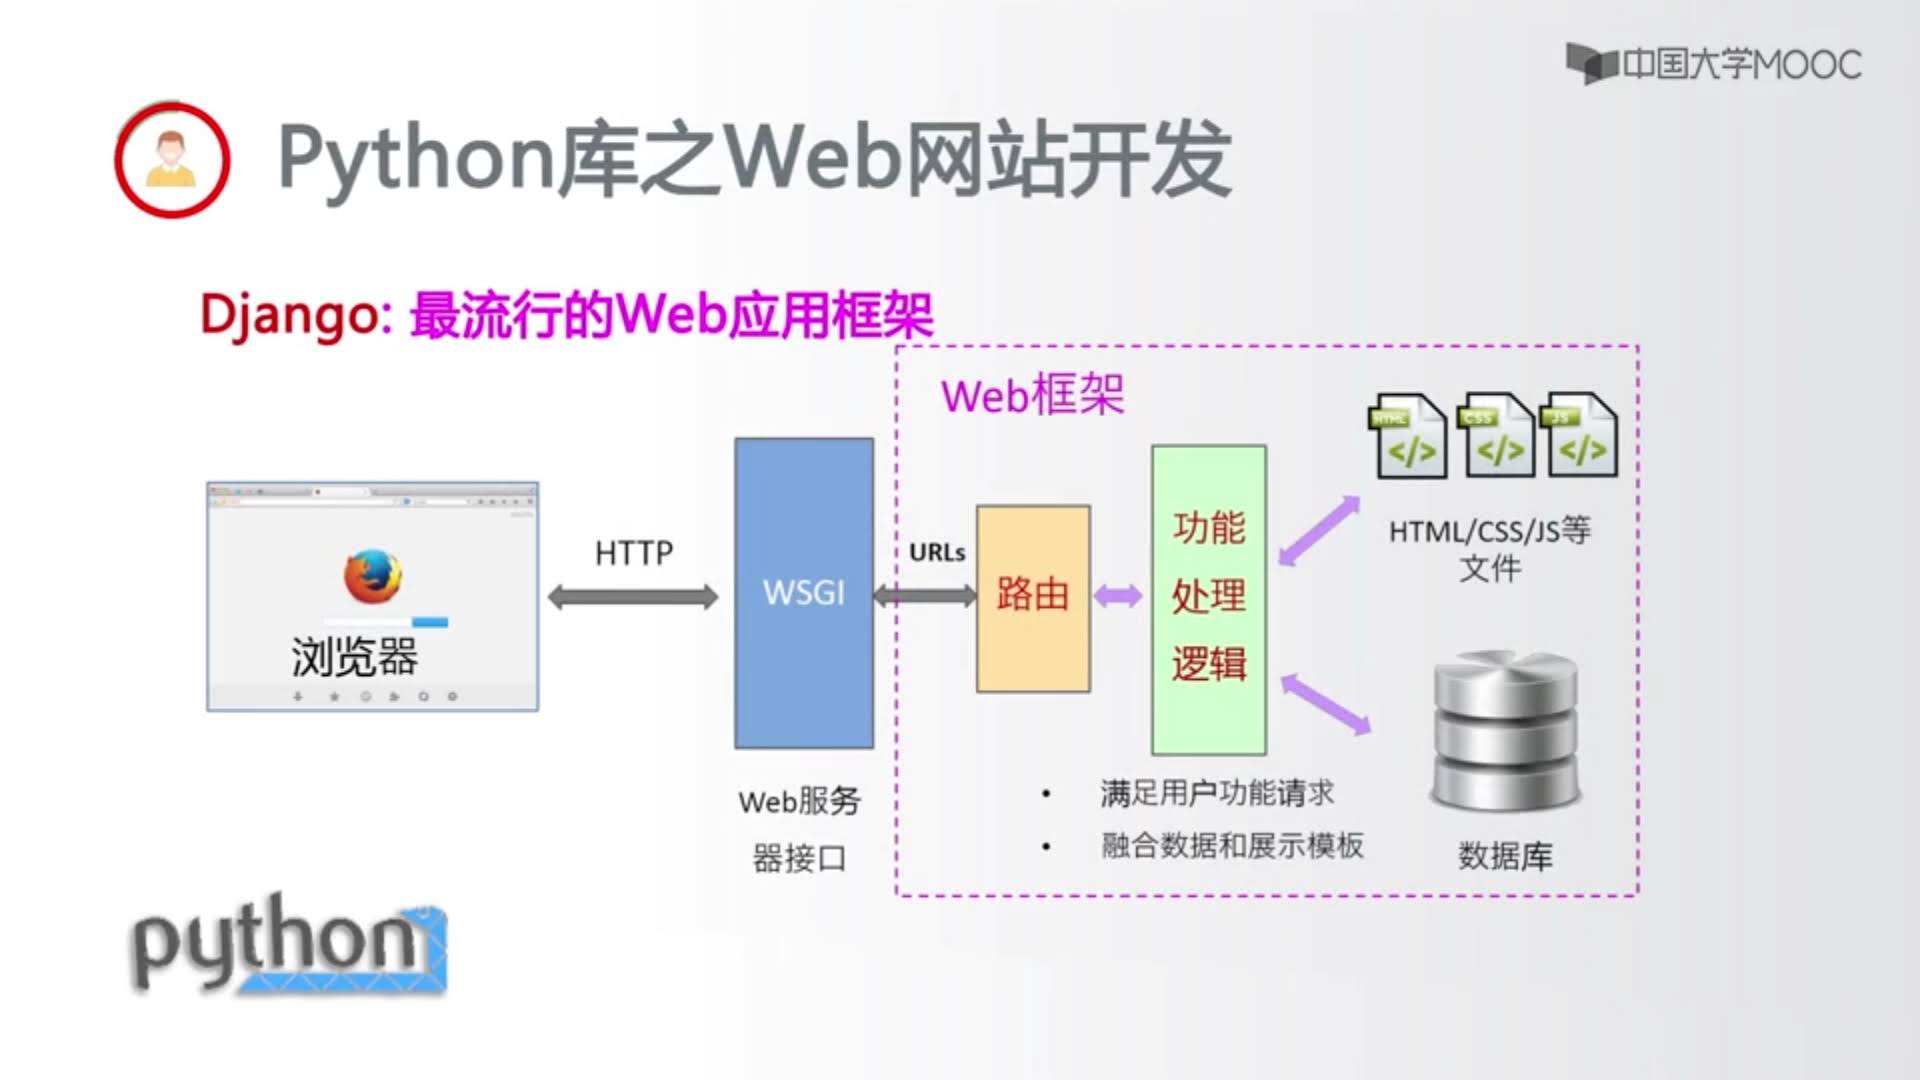 中国大学MOOC
Python库之Web网站开发
Django: 最流行的Web应用框架
Web框架
HTML
CSS
JS
</>
</>
</>
HTTP
URLs
WSGI
路由
功能
处理
逻辑
HTML/CSS/JS等
文件
浏览器
Web服务
器接口
• 满足用户功能请求
• 融合数据和展示模板
数据库
python